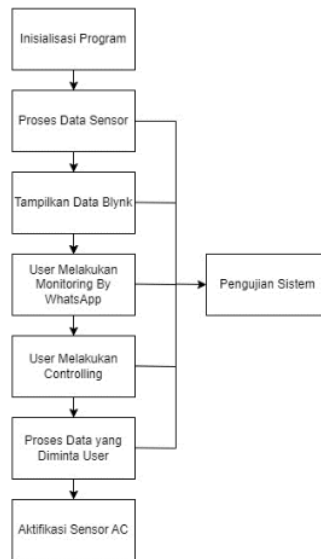 Inisialisasi Program
Proses Data Sensor
Tampilkan Data Blynk
User Melakukan
Monitoring By
WhatsApp
Pengujian Sistem
User Melakukan
Controlling
Proses Data yang
Diminta User
Aktifikasi Sensor AC